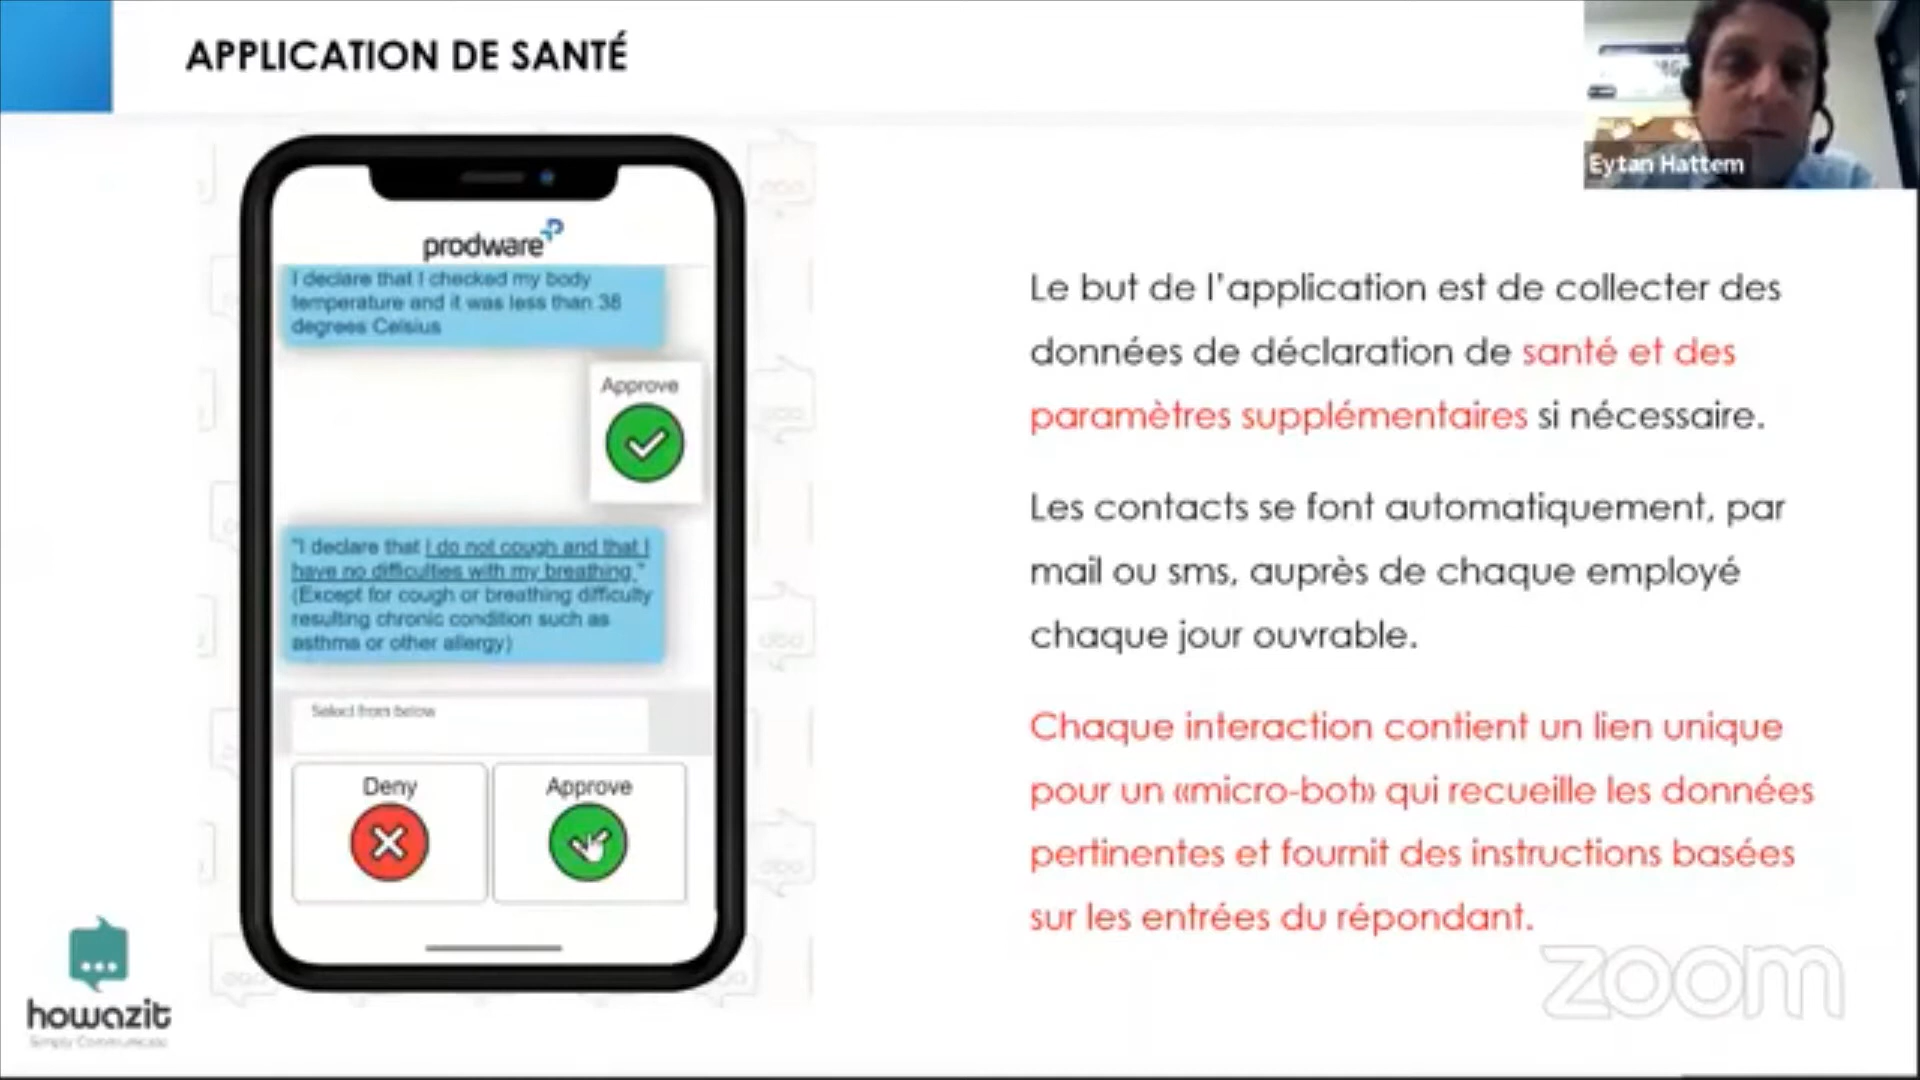 APPLICATION DE SANTÉ
Eytan Hattem
prodware
I declare that I checked my body
temperature and it was less than 38
degrees Celsius
Approve
"I declare that I do not cough and that I
have no difficulties with my breathing."
(Except for cough or breathing difficulty
resulting chronic condition such as
asthma or other allergy)
Select from below
Deny
Approve
Le but de l'application est de collecter des
données de déclaration de santé et des
paramètres supplémentaires si nécessaire.
Les contacts se font automatiquement, par
mail ou sms, auprès de chaque employé
chaque jour ouvrable.
Chaque interaction contient un lien unique
pour un «micro-bot» qui recueille les données
pertinentes et fournit des instructions basées
sur les entrées du répondant.
howazit
Simply Communicate
zoom